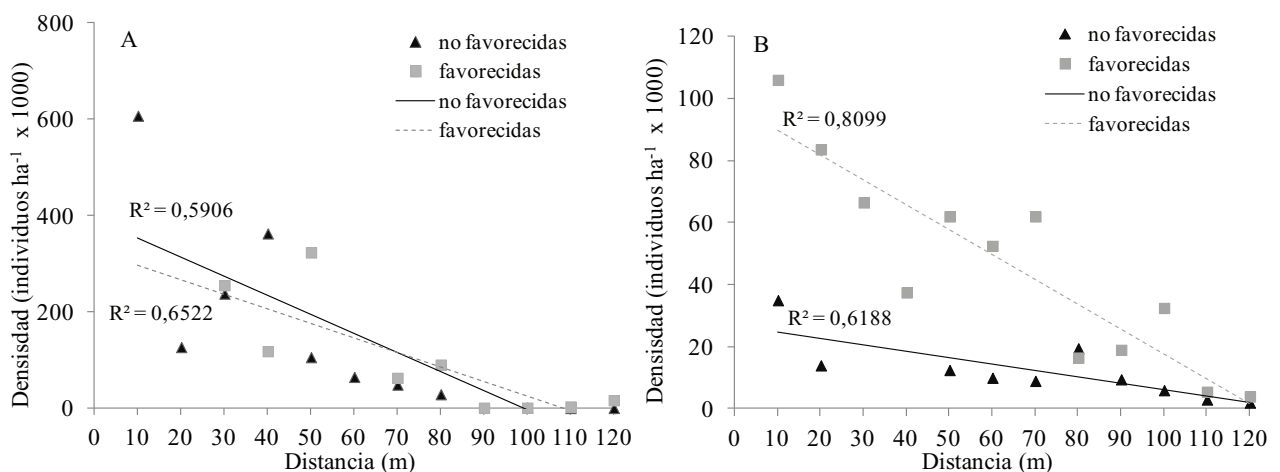 A
no favorecidas
favorecidas
no favorecidas
favorecidas
R² = 0,5906
R² = 0,6522
800
600
400
200
0
0 10 20 30 40 50 60 70 80 90 100 110 120
Distancia (m)
Densisdad (individuos ha⁻¹ x 1000)
B
no favorecidas
favorecidas
no favorecidas
favorecidas
R² = 0,8099
R² = 0,6188
120
100
80
60
40
20
0
0 10 20 30 40 50 60 70 80 90 100 110 120
Distancia (m)
Densisdad (individuos ha⁻¹ x 1000)